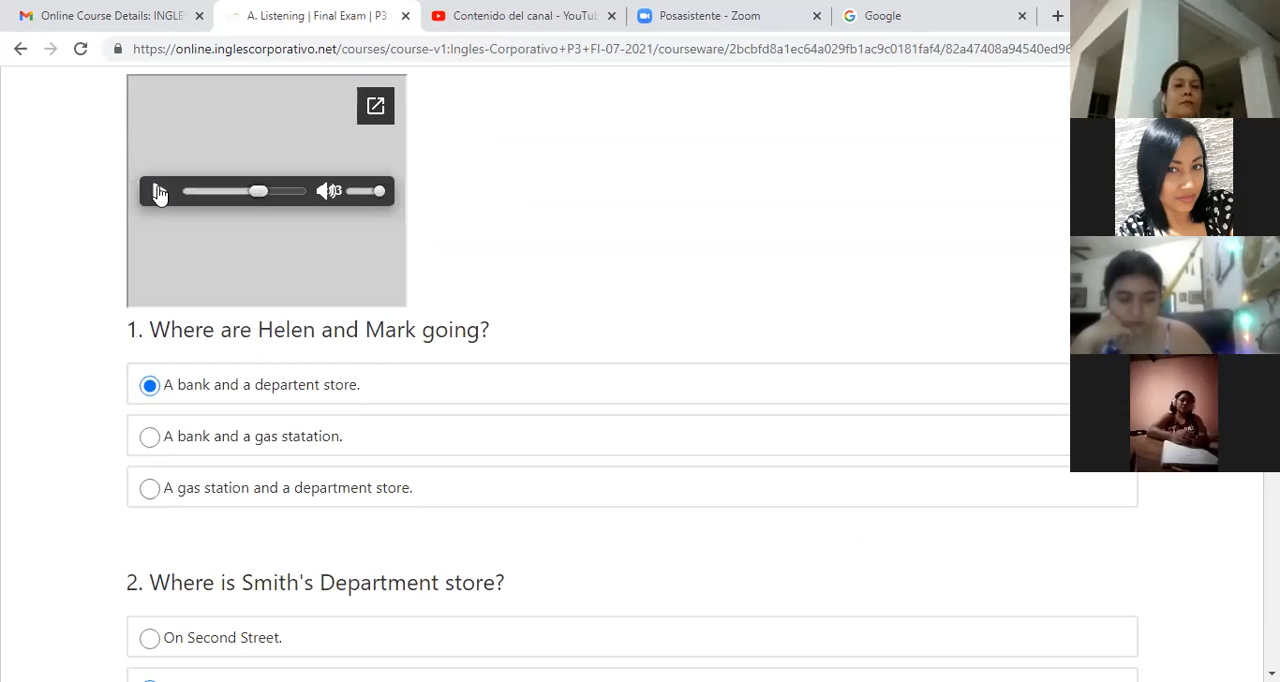 Online Course Details: INGLE
A. Listening | Final Exam | P3
Contenido del canal - YouTu
Posasistente - Zoom
Google
https://online.inglescorporativo.net/courses/course-v1:Ingles-Corporativo+P3+FI-07-2021/courseware/2bcbfd8a1ec64a029fb1ac9c0181faf4/82a47408a94540ed96
1. Where are Helen and Mark going?
A bank and a departent store.
A bank and a gas statation.
A gas station and a department store.
2. Where is Smith's Department store?
On Second Street.